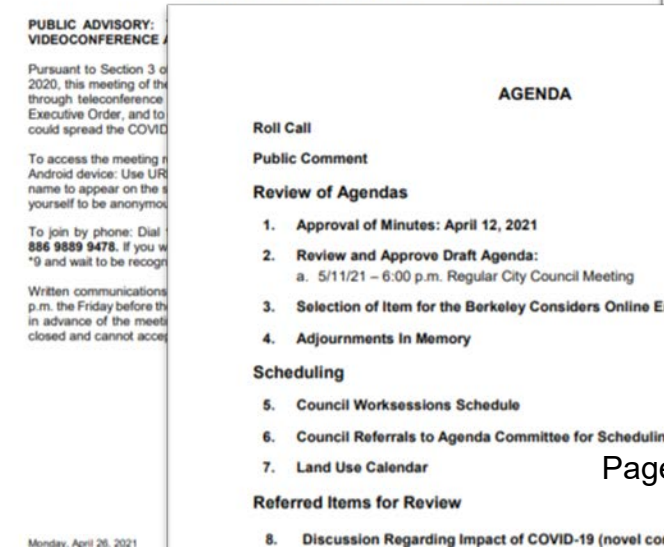 PUBLIC ADVISORY:
VIDEOCONFERENCE
Pursuant to Section 3
2020, this meeting of the
through teleconference
Executive Order, and to
could spread the COVID
To access the meeting
Android device: Use
name to appear on the
yourself to be
To join by phone: Dial
886 9889 9478. If you
*9 and wait to be
Written communications
p.m. the Friday before
in advance of the
closed and cannot
Monday, April 26, 2021
AGENDA
Roll Call
Public Comment
Review of Agendas
1. Approval of Minutes: April 12, 2021
2. Review and Approve Draft Agenda:
a. 5/11/21 – 6:00 p.m. Regular City Council Meeting
3. Selection of Item for the Berkeley Considers Online
4. Adjournments In Memory
Scheduling
5. Council Worksessions Schedule
6. Council Referrals to Agenda Committee for
7. Land Use Calendar
Page
Referred Items for Review
8. Discussion Regarding Impact of COVID-19 (novel